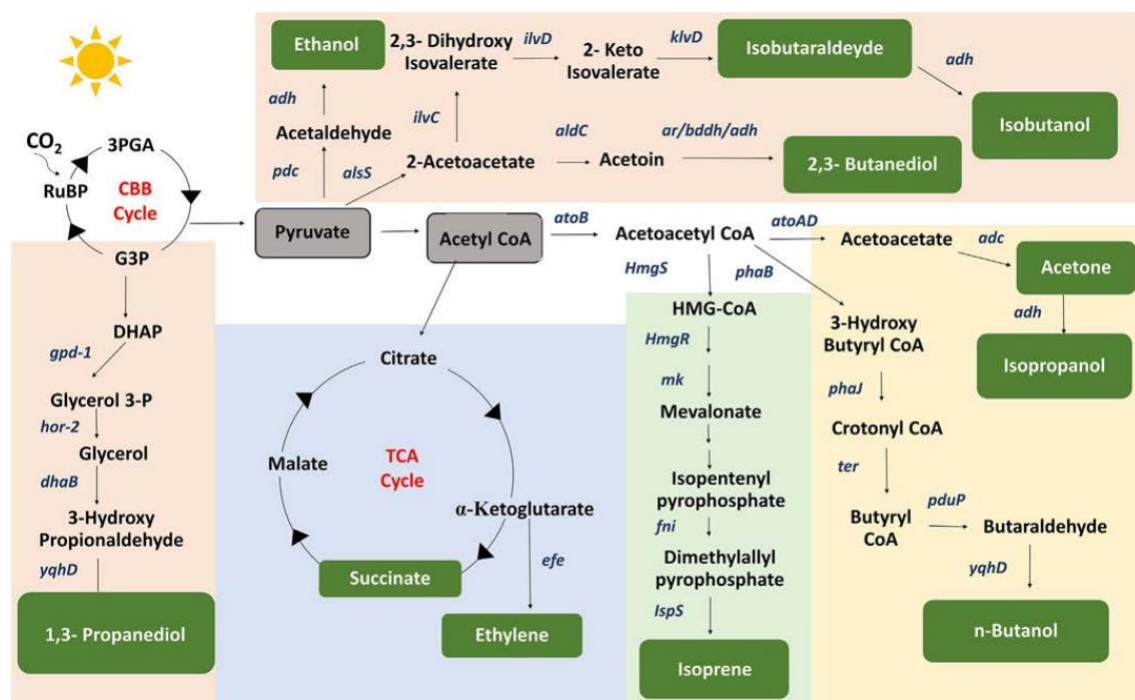 Ethanol
2,3- Dihydroxy
Isovalerate
ilvD
2- Keto
Isovalerate
klvD
Isobutaraldeyde
adh
Isobutanol
adh
ilvC
Acetaldehyde
pdc
alsS
2-Acetoacetate
aldC
Acetoin
ar/bddh/adh
2,3- Butanediol
CO2
3PGA
RuBP
CBB
Cycle
G3P
Pyruvate
Acetyl CoA
atoB
Acetoacetyl CoA
atoAD
Acetoacetate
adc
Acetone
adh
Isopropanol
HmgS
phaB
DHAP
gpd-1
Glycerol 3-P
hor-2
Glycerol
dhaB
3-Hydroxy
Propionaldehyde
yqhD
1,3- Propanediol
Citrate
Malate
TCA
Cycle
α-Ketoglutarate
Succinate
efe
Ethylene
HMG-CoA
HmgR
mk
Mevalonate
Isopentenyl
pyrophosphate
fni
Dimethylallyl
pyrophosphate
IspS
Isoprene
3-Hydroxy
Butyryl CoA
phaJ
Crotonyl CoA
ter
Butyryl
CoA
pduP
Butaraldehyde
yqhD
n-Butanol